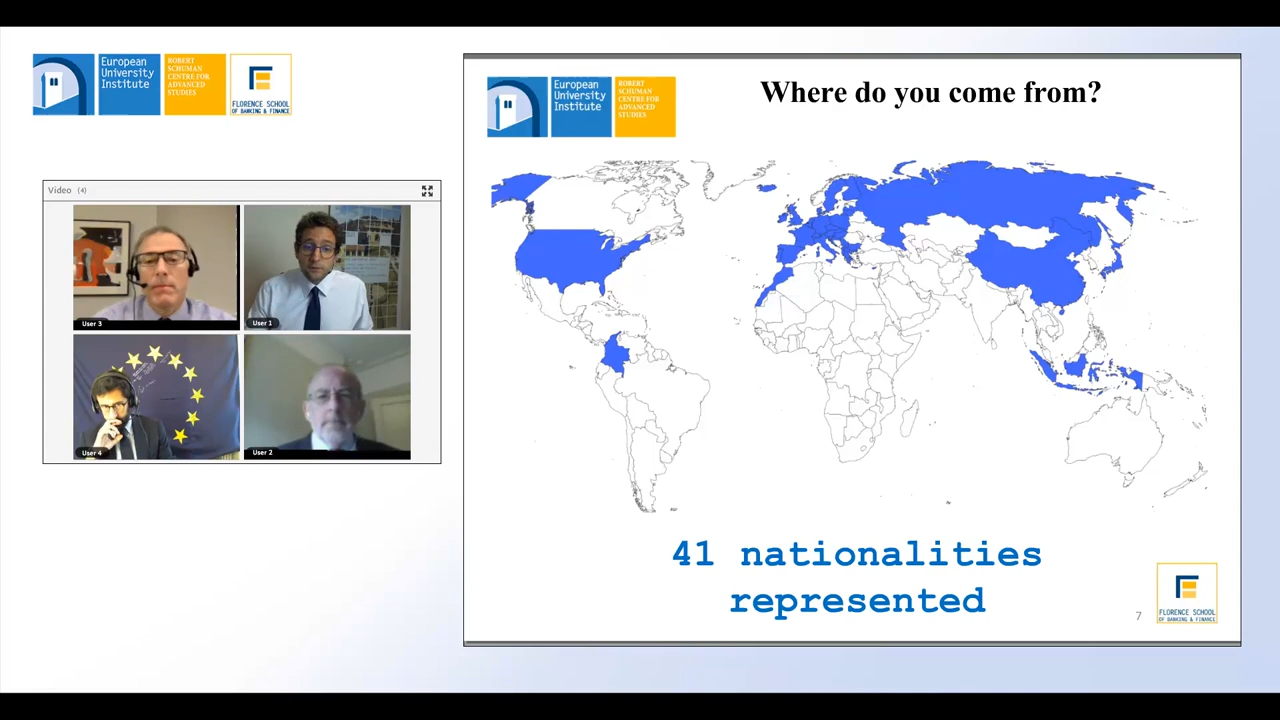 European
University
Institute
ROBERT
SCHUMAN
CENTRE FOR
ADVANCED
STUDIES
FLORENCE SCHOOL
OF BANKING & FINANCE
Video (4)
User 3
User 1
User 4
User 2
European
University
Institute
ROBERT
SCHUMAN
CENTRE FOR
ADVANCED
STUDIES
Where do you come from?
41 nationalities
represented
7
FLORENCE SCHOOL
OF BANKING & FINANCE